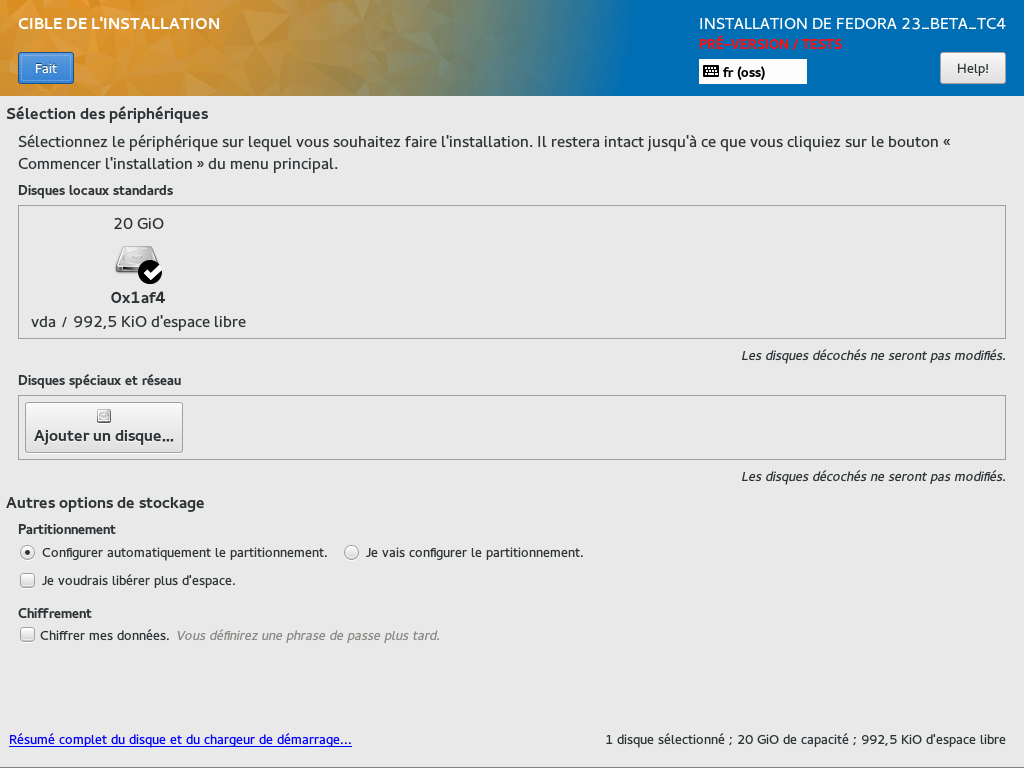 CIBLE DE L'INSTALLATION
INSTALLATION DE FEDORA 23_BETA_TC4
PRÉ-VERSION / TESTS
Fait
fr (oss)
Help!
Sélection des périphériques
Sélectionnez le périphérique sur lequel vous souhaitez faire l'installation. Il restera intact jusqu'à ce que vous cliquiez sur le bouton «
Commencer l'installation » du menu principal.
Disques locaux standards
20 GiO
0x1af4
vda / 992,5 KiO d'espace libre
Les disques décochés ne seront pas modifiés.
Disques spéciaux et réseau
Ajouter un disque...
Les disques décochés ne seront pas modifiés.
Autres options de stockage
Partitionnement
Configurer automatiquement le partitionnement. Je vais configurer le partitionnement.
Je voudrais libérer plus d'espace.
Chiffrement
Chiffrer mes données. Vous définirez une phrase de passe plus tard.
Résumé complet du disque et du chargeur de démarrage...
1 disque sélectionné ; 20 GiO de capacité ; 992,5 KiO d'espace libre